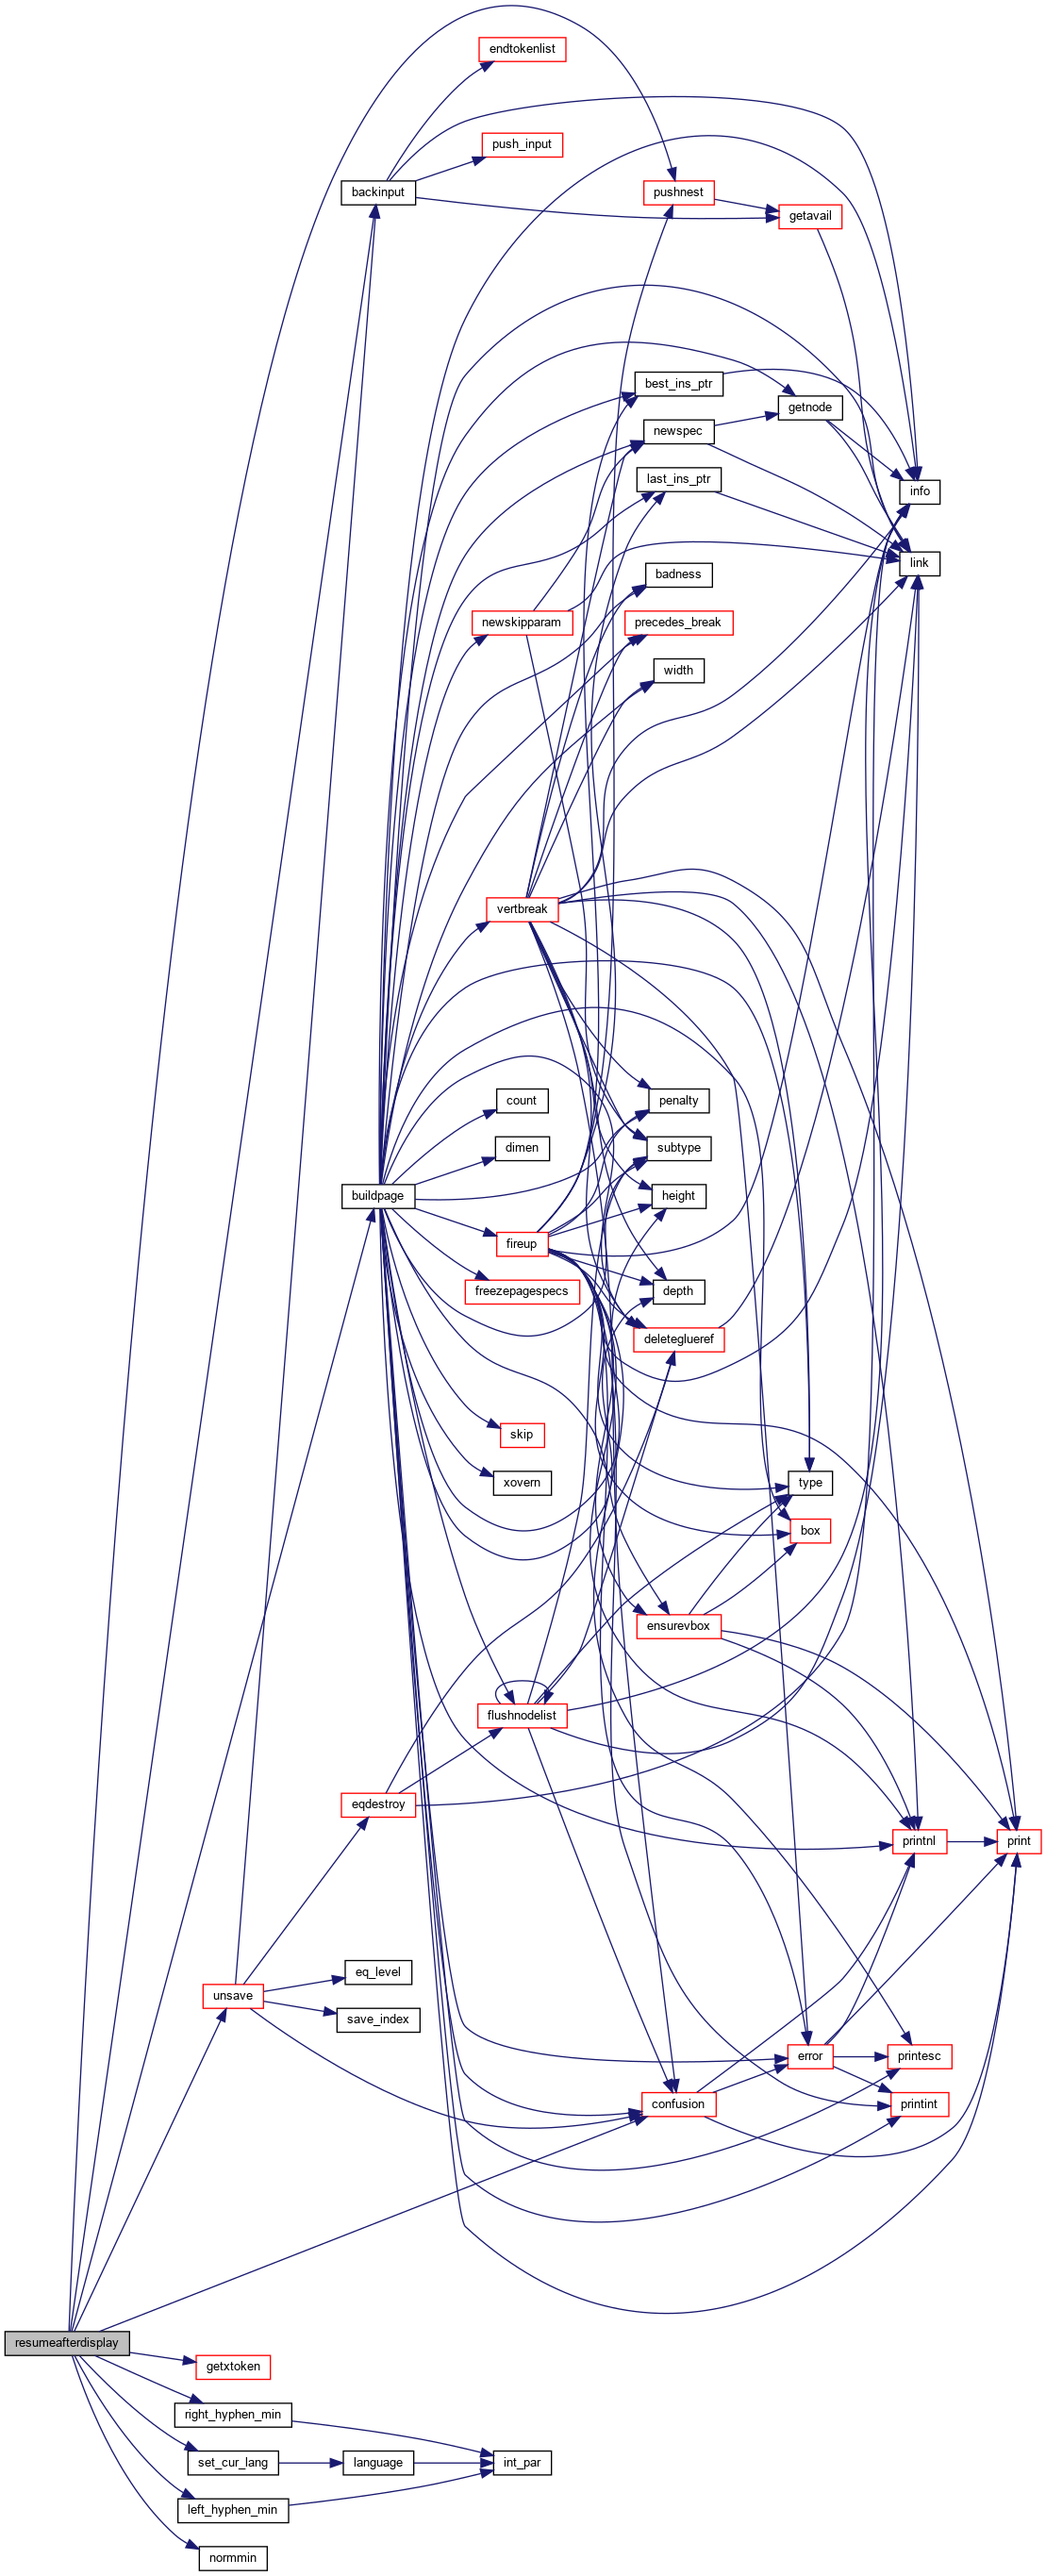 endtokenlist
push_input
backinput
pushnest
getavail
best_ins_ptr
getnode
newspec
last_ins_ptr
info
link
badness
newskipparam
precedes_break
width
vertbreak
count
penalty
dimen
subtype
buildpage
height
fireup
freezepagespecs
depth
deleteglueref
skip
xovern
type
box
ensurevbox
flushnodelist
eqdestroy
printnl
print
eq_level
unsave
save_index
error
printesc
confusion
printint
resumeafterdisplay
getxtoken
right_hyphen_min
set_cur_lang
language
int_par
left_hyphen_min
normmin